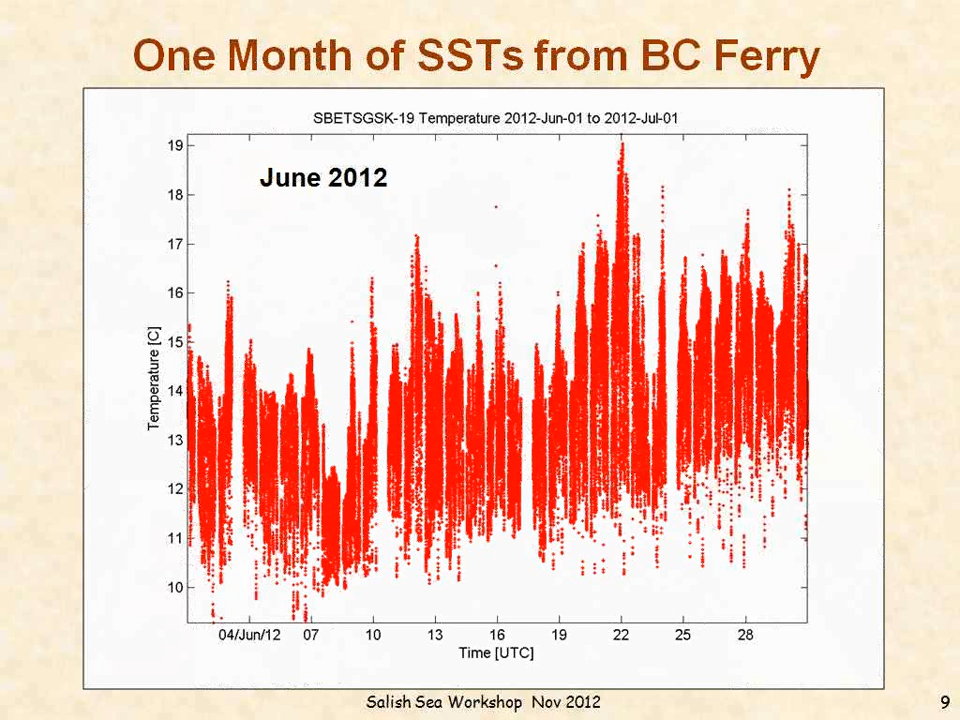 One Month of SSTs from BC Ferry
SBETSGSK-19 Temperature 2012-Jun-01 to 2012-Jul-01
June 2012
19
18
17
16
15
14
13
12
11
10
Temperature [C]
04/Jun/12 07 10 13 16 19 22 25 28
Time [UTC]
Salish Sea Workshop Nov 2012
9